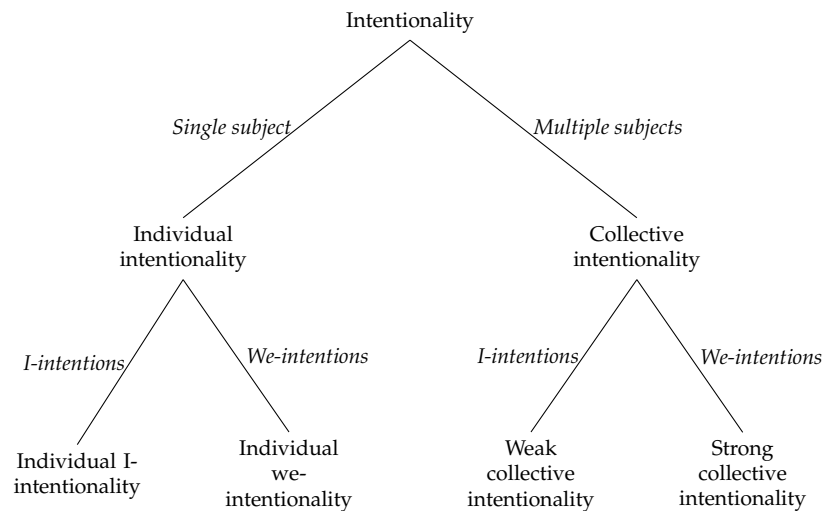 Intentionality
Single subject
Multiple subjects
Individual
intentionality
Collective
intentionality
I-intentions
We-intentions
I-intentions
We-intentions
Individual I-
intentionality
Individual
we-
intentionality
Weak
collective
intentionality
Strong
collective
intentionality